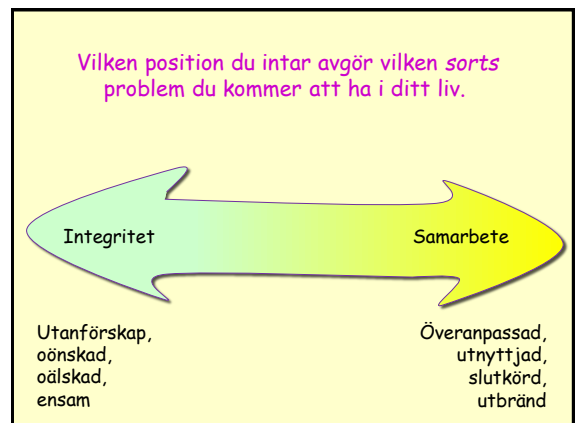 Vilken position du intar avgör vilken sorts
problem du kommer att ha i ditt liv.
Integritet
Samarbete
Utanförskap,
oönskad,
oälskad,
ensam
Överanpassad,
utnyttjad,
slutkörd,
utbränd